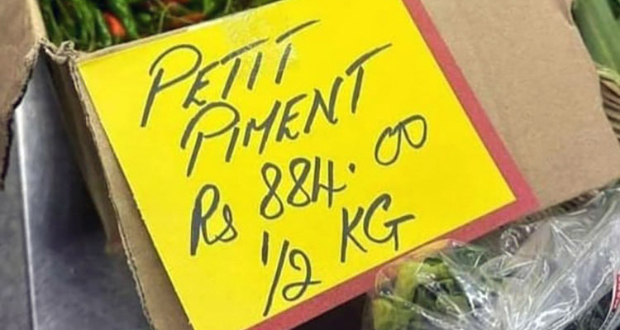 PETIT
PIMENT
Rs 884.00
1/2 KG